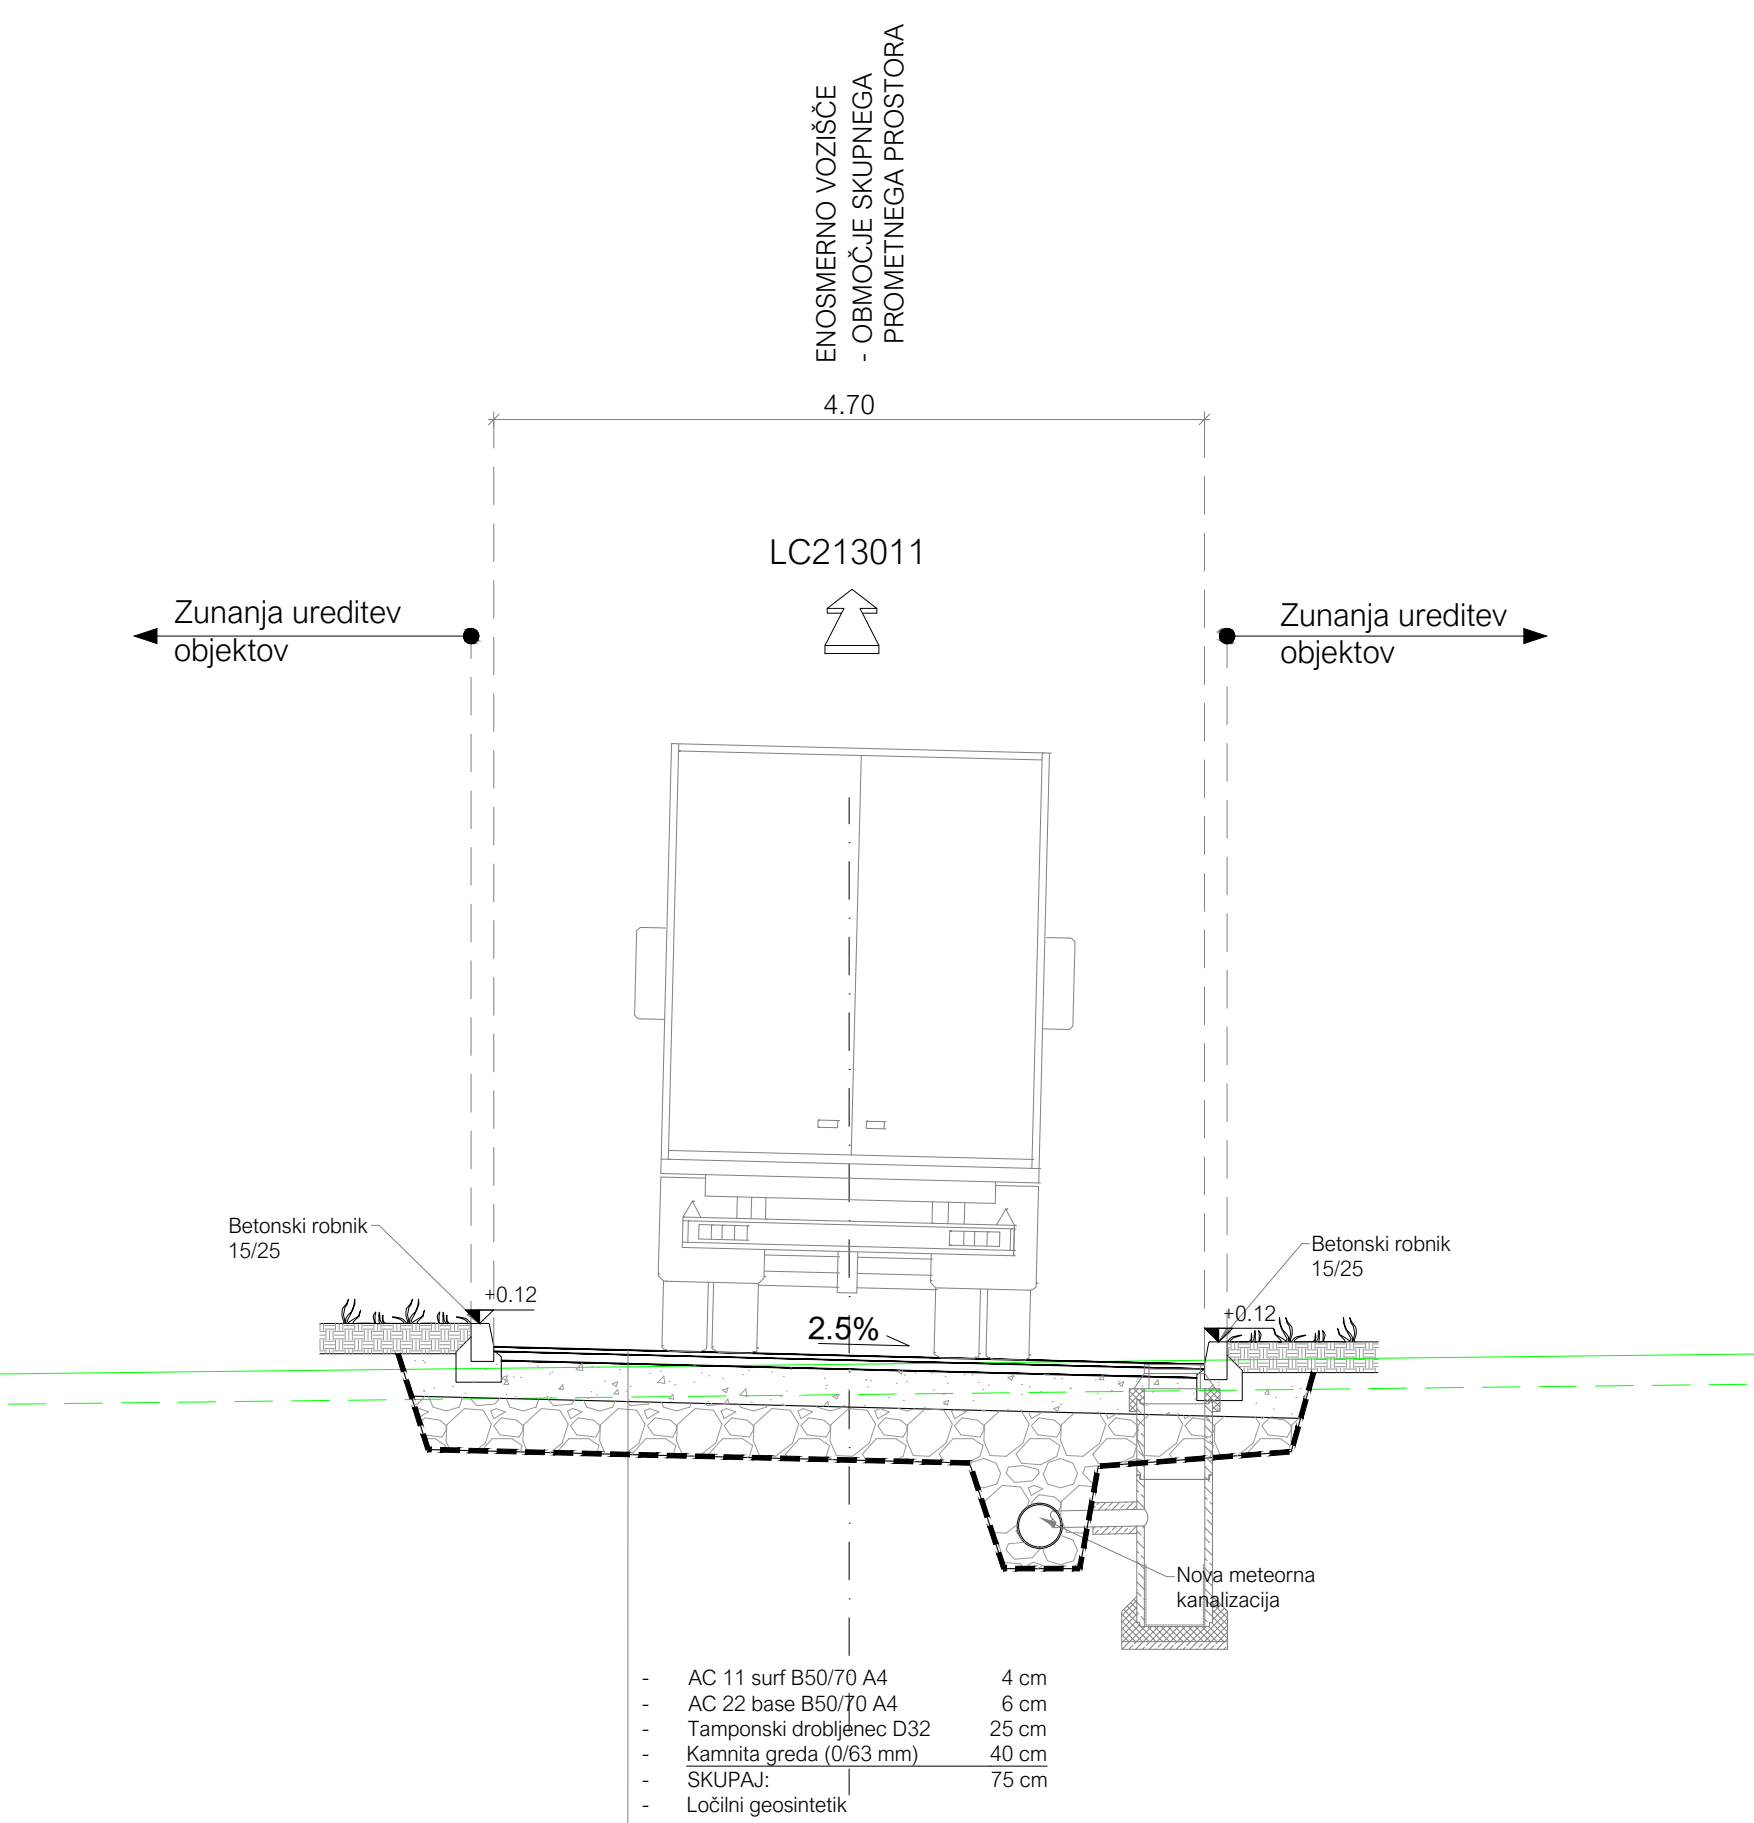 ENOSMERNO VOZIŠČE
- OBMOČJE SKUPNEGA
PROMETNEGA PROSTORA
4.70
LC213011
Zunanja ureditev
objektov
Zunanja ureditev
objektov
Betonski robnik
15/25
Betonski robnik
15/25
+0.12
+0.12
2.5%
Nova meteorna
kanalizacija
- AC 11 surf B50/70 A4 4 cm
- AC 22 base B50/70 A4 6 cm
- Tamponski drobljenec D32 25 cm
- Kamnita greda (0/63 mm) 40 cm
- SKUPAJ: 75 cm
- Ločilni geosintetik